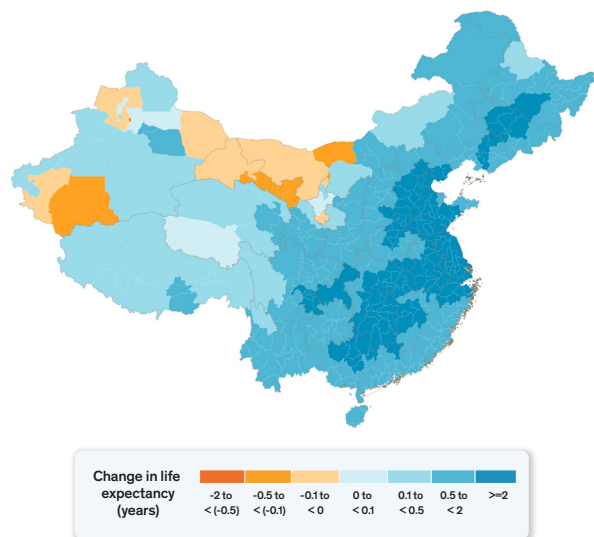 Change in life
expectancy
(years)
-2 to
< (-0.5)
-0.5 to
< (-0.1)
-0.1 to
< 0
0 to
< 0.1
0.1 to
< 0.5
0.5 to
< 2
>=2